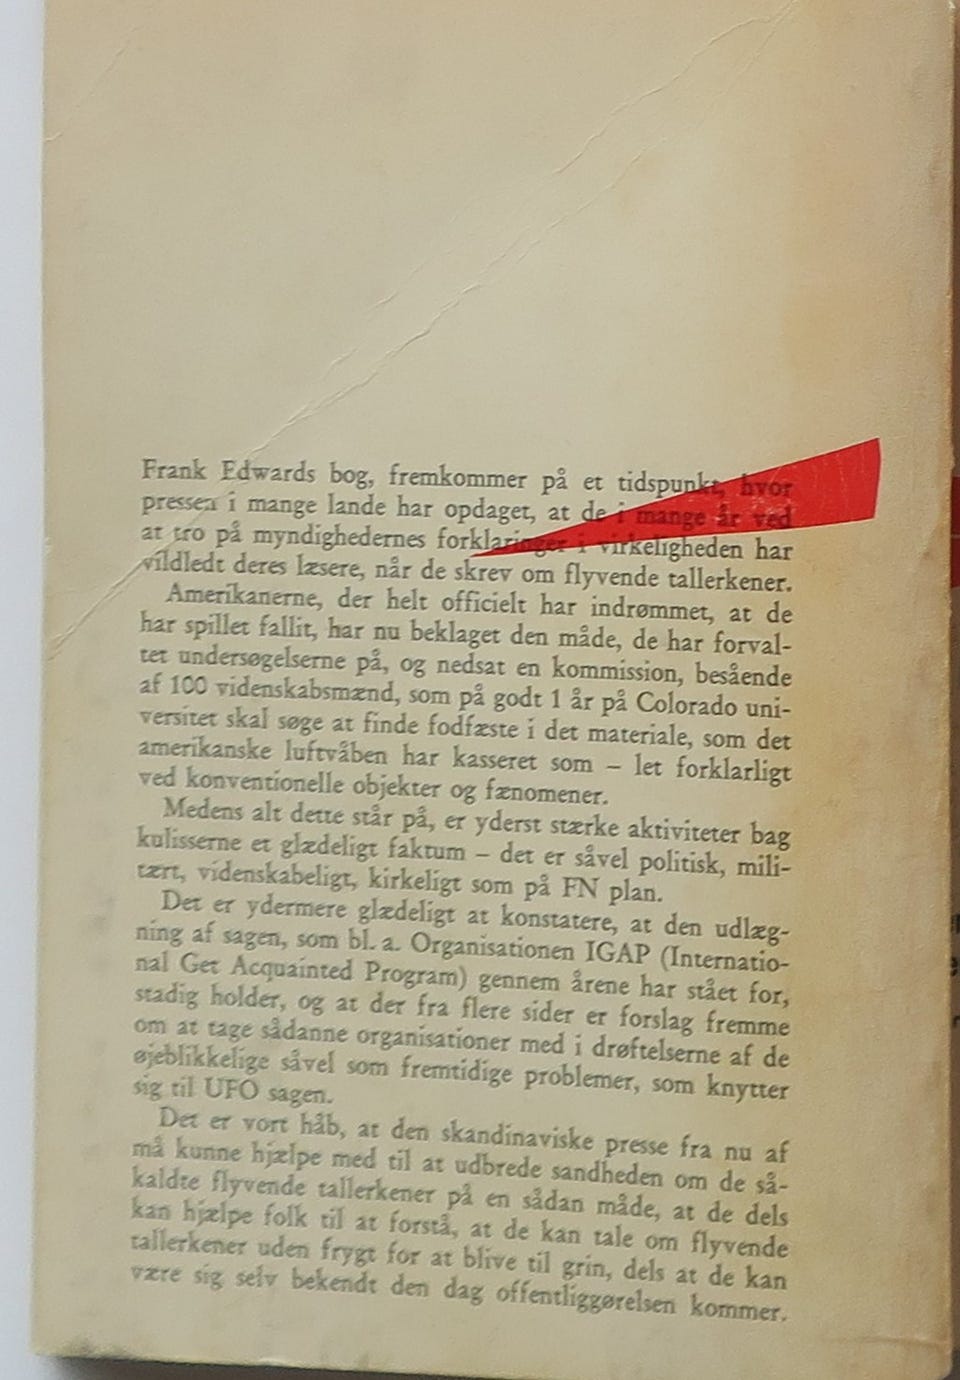 Frank Edwards bog, fremkommer på et tidspunkt, hvor
pressen i mange lande har opdaget, at de i mange år ved
at tro på myndighedernes forklaringer i virkeligheden har
vildledt deres læsere, når de skrev om flyvende tallerkener.
Amerikanerne, der helt officielt har indrømmet, at de
har spillet fallit, har nu beklaget den måde, de har forval-
tet undersøgelserne på, og nedsat en kommission, besående
af 100 videnskabsmænd, som på godt 1 år på Colorado uni-
versitet skal søge at finde fodfæste i det materiale, som det
amerikanske luftvåben har kasseret som – let forklarligt
ved konventionelle objekter og fænomener.
Medens alt dette står på, er yderst stærke aktiviteter bag
kulisserne et glædeligt faktum – det er såvel politisk, mili-
tært, videnskabeligt, kirkeligt som på FN plan.
Det er ydermere glædeligt at konstatere, at den udlæg-
ning af sagen, som bl. a. Organisationen IGAP (Internatio-
nal Get Acquainted Program) gennem årene har stået for,
stadig holder, og at der fra flere sider er forslag fremme
om at tage sådanne organisationer med i drøftelserne af de
øjeblikkelige såvel som fremtidige problemer, som knytter
sig til UFO sagen.
Det er vort håb, at den skandinaviske presse fra nu af
må kunne hjælpe med til at udbrede sandheden om de så-
kaldte flyvende tallerkener på en sådan måde, at de dels
kan hjælpe folk til at forstå, at de kan tale om flyvende
tallerkener uden frygt for at blive til grin, dels at de kan
være sig selv bekendt den dag offentliggørelsen kommer.